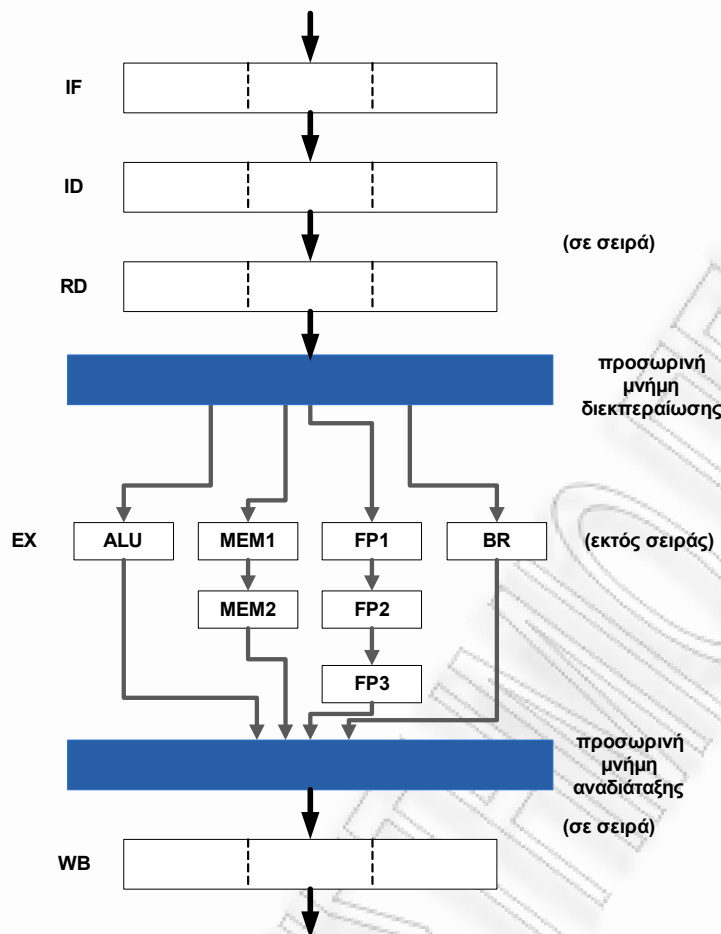 IF
ID
(σε σειρά)
RD
προσωρινή
μνήμη
διεκπεραίωσης
EX
ALU
MEM1
FP1
BR
(εκτός σειράς)
MEM2
FP2
FP3
προσωρινή
μνήμη
αναδιάταξης
(σε σειρά)
WB